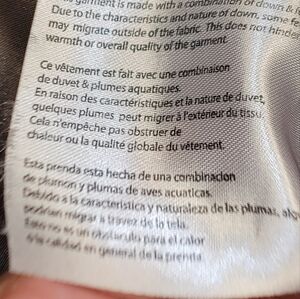 garment is made with a combination of down &
Due to the characteristics and nature of down, some
may migrate outside of the fabric. This does not hinder
warmth or overall quality of the garment.
Ce vêtement est fait avec une combinaison
de duvet & plumes aquatiques.
En raison des caractéristiques et la nature de duvet,
quelques plumes peut migrer à l'extérieur du tissu.
Cela n'empêche pas obstruer de
chaleur ou la qualité globale du vêtement.
Esta prenda esta hecha de una combinacion
de plumon y plumas de aves acuaticas.
Debido a la caracteristica y naturaleza de las plumas,
podrian migrar a travez de la tela.
Esto no es un obstaculo para el calor
o la calidad en general de la prenda.